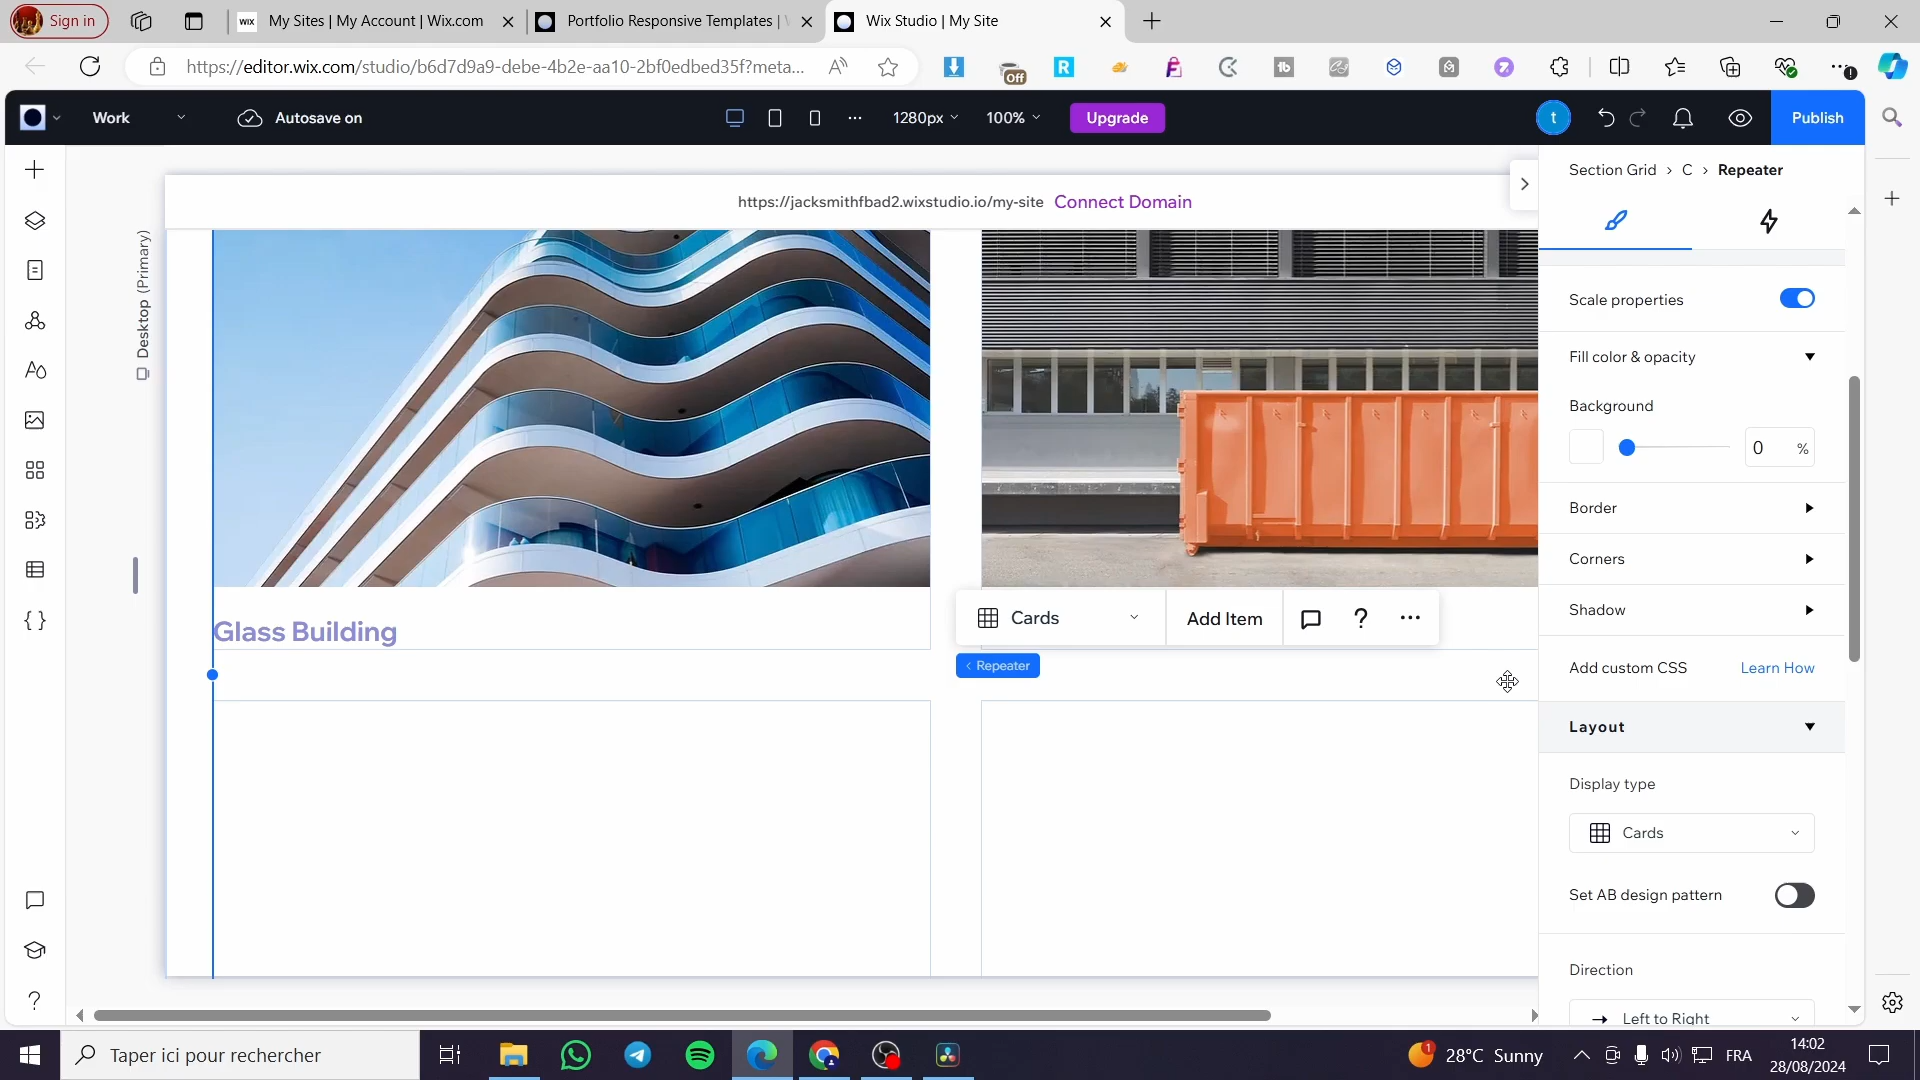 Sign in
WIX My Sites | My Account | Wix.com
Portfolio Responsive Templates |
Wix Studio | My Site
https://editor.wix.com/studio/b6d7d9a9-debe-4b2e-aa10-2bf0edbed35f?meta...
Off
R
tb
Work
Autosave on
1280px
100%
Upgrade
t
Publish
https://jacksmithfbad2.wixstudio.io/my-site Connect Domain
Desktop (Primary)
Section Grid > C > Repeater
Scale properties
Fill color & opacity
Background
0 %
Border
Corners
Shadow
Add custom CSS Learn How
Layout
Display type
Cards
Set AB design pattern
Direction
Left to Right
Glass Building
Cards
Add Item
?
...
< Repeater
?
Taper ici pour rechercher
1
28°C Sunny
FRA
14:02
28/08/2024